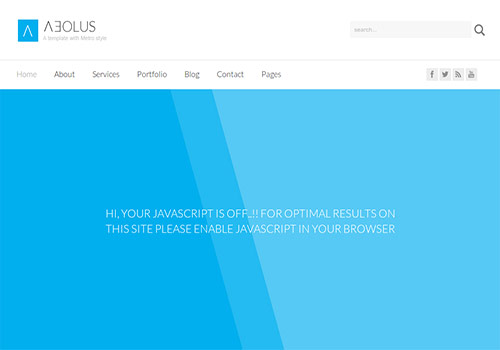 AEOLUS
A template with Metro style
search...
Home About Services Portfolio Blog Contact Pages
HI, YOUR JAVASCRIPT IS OFF..!! FOR OPTIMAL RESULTS ON
THIS SITE PLEASE ENABLE JAVASCRIPT IN YOUR BROWSER